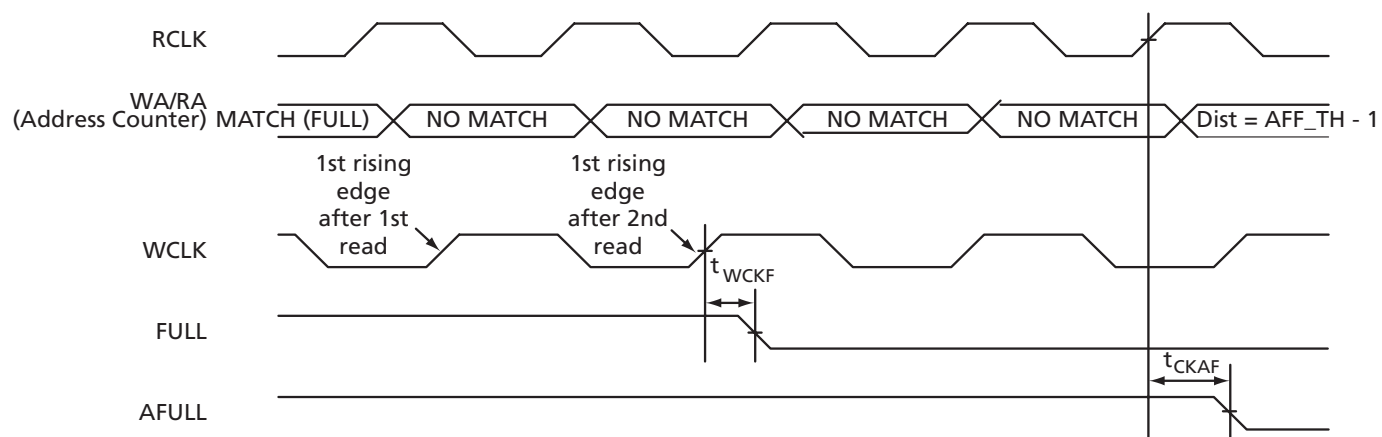 RCLK
WA/RA
(Address Counter) MATCH (FULL) NO MATCH NO MATCH NO MATCH NO MATCH Dist = AFF_TH - 1
1st rising
edge
after 1st
read
1st rising
edge
after 2nd
read
WCLK
tWCKF
FULL
tCKAF
AFULL